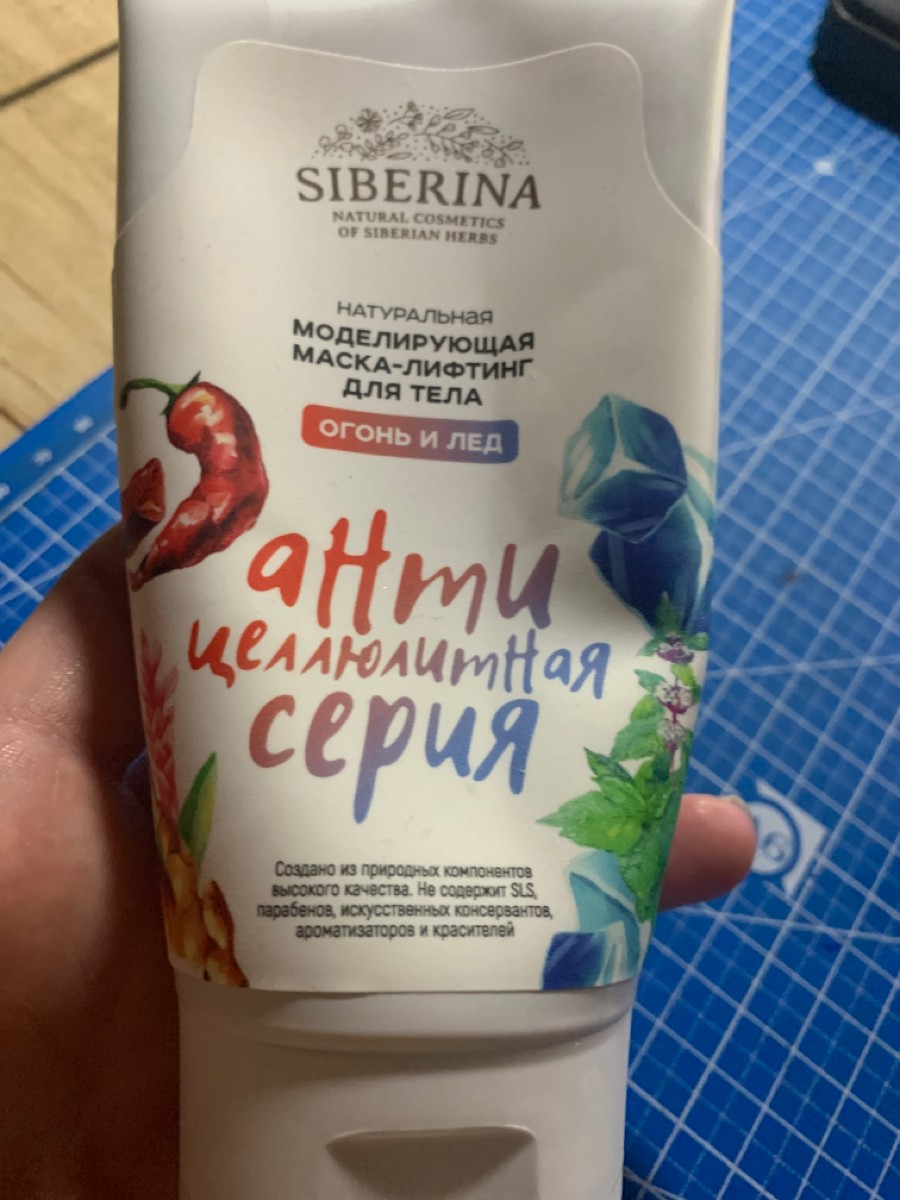 SIBERINA
NATURAL COSMETICS
OF SIBERIAN HERBS
НАТУРАЛЬНАЯ
МОДЕЛИРУЮЩАЯ
МАСКА-ЛИФТИНГ
ДЛЯ ТЕЛА
ОГОНЬ И ЛЕД
анти
целлюлитная
серия
Создано из природных компонентов
высокого качества. Не содержит SLS,
парабенов, искусственных консервантов,
ароматизаторов и красителей